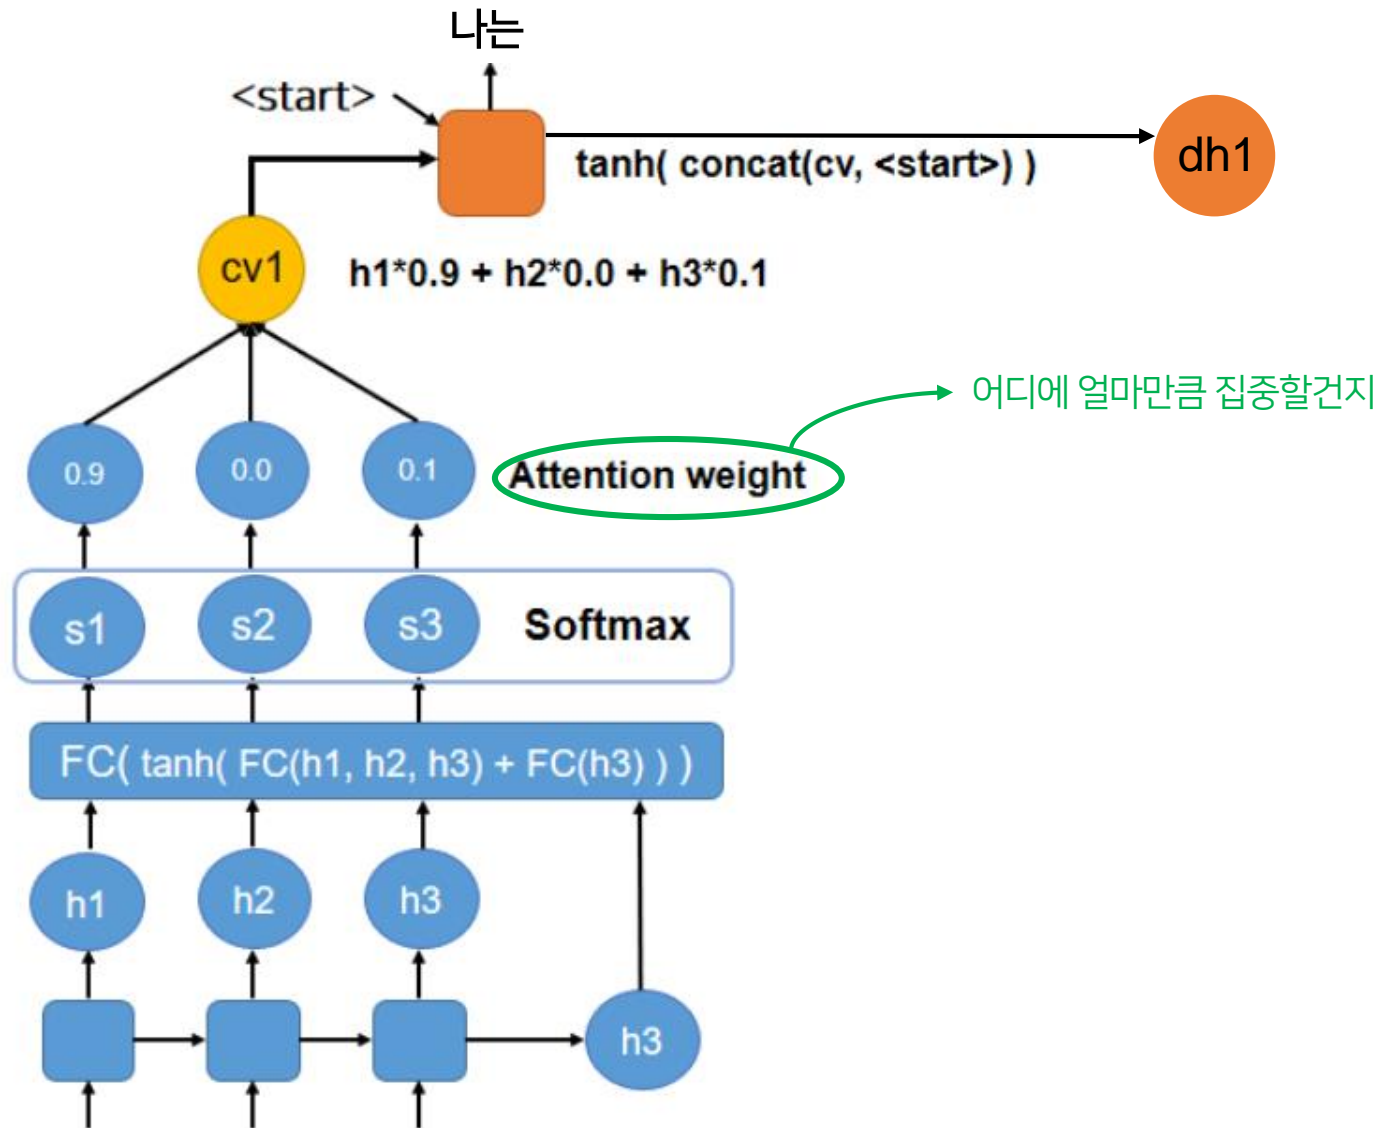 나는
<start>
tanh( concat(cv, <start>) )
dh1
cv1
h1*0.9 + h2*0.0 + h3*0.1
어디에 얼마만큼 집중할건지
0.9
0.0
0.1
Attention weight
s1
s2
s3
Softmax
FC( tanh( FC(h1, h2, h3) + FC(h3) ) )
h1
h2
h3
h3